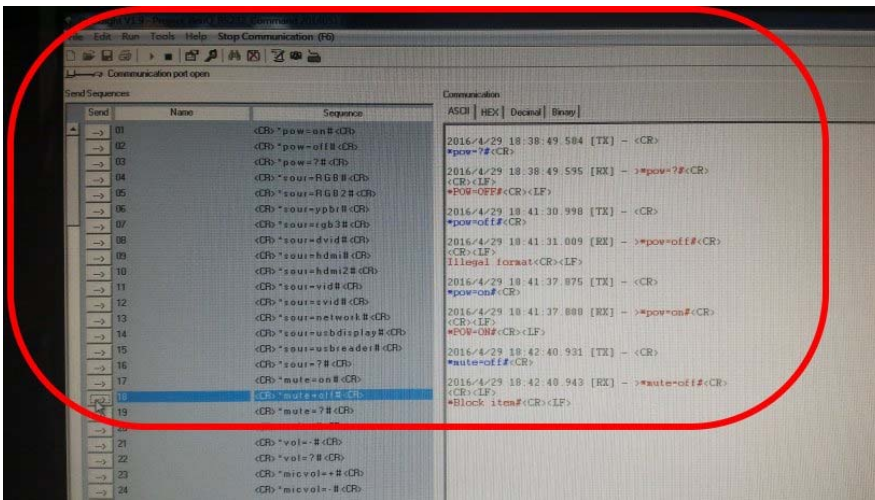 V1.9 - Project
File Edit Run Tools Help Stop Communication (F6)
Communication port open
Send Sequences
Send Name Sequence
01 <CR>*pow=on#<CR>
02 <CR>*pow=off#<CR>
03 <CR>*pow=?#<CR>
04 <CR>*sour=RGB#<CR>
05 <CR>*sour=RGB2#<CR>
06 <CR>*sour=ypbr#<CR>
07 <CR>*sour=rgb3#<CR>
08 <CR>*sour=dvid#<CR>
09 <CR>*sour=hdmi#<CR>
10 <CR>*sour=hdmi2#<CR>
11 <CR>*sour=vid#<CR>
12 <CR>*sour=svid#<CR>
13 <CR>*sour=network#<CR>
14 <CR>*sour=usbdisplay#<CR>
15 <CR>*sour=usbreader#<CR>
16 <CR>*sour=?#<CR>
17 <CR>*mute=on#<CR>
18 <CR>*mute=off#<CR>
19 <CR>*mute=?#<CR>
20
21 <CR>*vol=-#<CR>
22 <CR>*vol=?#<CR>
23 <CR>*micvol=+#<CR>
24 <CR>*micvol=-#<CR>
Communication
ASCII HEX Decimal Binary
2016/4/29 18:38:49.584 [TX] - <CR>
*pow=?#<CR>
2016/4/29 18:38:49.595 [RX] - >*pow=?#<CR>
<CR><LF>
*POW=OFF#<CR><LF>
2016/4/29 18:41:30.998 [TX] - <CR>
*pow=off#<CR>
2016/4/29 18:41:31.009 [RX] - >*pow=off#<CR>
<CR><LF>
Illegal format<CR><LF>
2016/4/29 18:41:37.875 [TX] - <CR>
*pow=on#<CR>
2016/4/29 18:41:37.888 [RX] - >*pow=on#<CR>
<CR><LF>
*POW=ON#<CR><LF>
2016/4/29 18:42:40.931 [TX] - <CR>
*mute=off#<CR>
2016/4/29 18:42:40.943 [RX] - >*mute=off#<CR>
<CR><LF>
*Block item#<CR><LF>